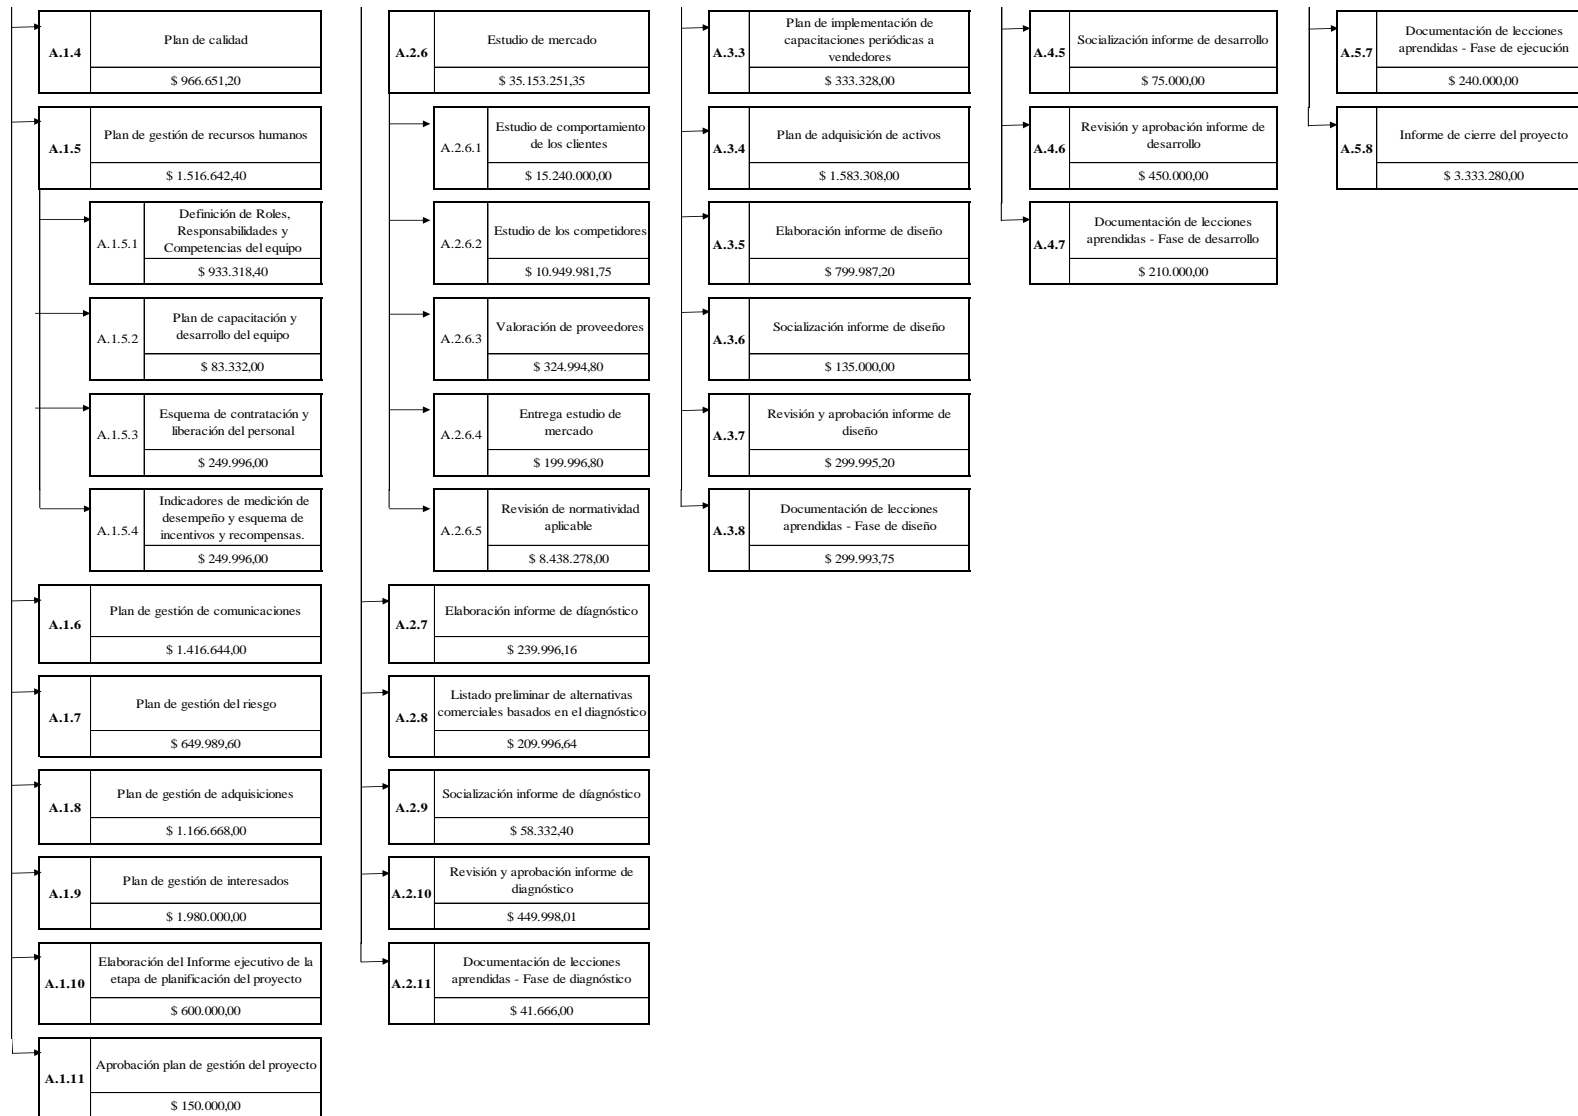 A.1.4
Plan de calidad
$ 966.651,20
A.1.5
Plan de gestión de recursos humanos
$ 1.516.642,40
A.1.5.1
Definición de Roles,
Responsabilidades y
Competencias del equipo
$ 933.318,40
A.1.5.2
Plan de capacitación y
desarrollo del equipo
$ 83.332,00
A.1.5.3
Esquema de contratación y
liberación del personal
$ 249.996,00
A.1.5.4
Indicadores de medición de
desempeño y esquema de
incentivos y recompensas.
$ 249.996,00
A.1.6
Plan de gestión de comunicaciones
$ 1.416.644,00
A.1.7
Plan de gestión del riesgo
$ 649.989,60
A.1.8
Plan de gestión de adquisiciones
$ 1.166.668,00
A.1.9
Plan de gestión de interesados
$ 1.980.000,00
A.1.10
Elaboración del Informe ejecutivo de la
etapa de planificación del proyecto
$ 600.000,00
A.1.11
Aprobación plan de gestión del proyecto
$ 150.000,00
A.2.6
Estudio de mercado
$ 35.153.251,35
A.2.6.1
Estudio de comportamiento
de los clientes
$ 15.240.000,00
A.2.6.2
Estudio de los competidores
$ 10.949.981,75
A.2.6.3
Valoración de proveedores
$ 324.994,80
A.2.6.4
Entrega estudio de
mercado
$ 199.996,80
A.2.6.5
Revisión de normatividad
aplicable
$ 8.438.278,00
A.2.7
Elaboración informe de díagnóstico
$ 239.996,16
A.2.8
Listado preliminar de alternativas
comerciales basados en el diagnóstico
$ 209.996,64
A.2.9
Socialización informe de díagnóstico
$ 58.332,40
A.2.10
Revisión y aprobación informe de
diagnóstico
$ 449.998,01
A.2.11
Documentación de lecciones
aprendidas - Fase de diagnóstico
$ 41.666,00
A.3.3
Plan de implementación de
capacitaciones periódicas a
vendedores
$ 333.328,00
A.3.4
Plan de adquisición de activos
$ 1.583.308,00
A.3.5
Elaboración informe de diseño
$ 799.987,20
A.3.6
Socialización informe de diseño
$ 135.000,00
A.3.7
Revisión y aprobación informe de
diseño
$ 299.995,20
A.3.8
Documentación de lecciones
aprendidas - Fase de diseño
$ 299.993,75
A.4.5
Socialización informe de desarrollo
$ 75.000,00
A.4.6
Revisión y aprobación informe de
desarrollo
$ 450.000,00
A.4.7
Documentación de lecciones
aprendidas - Fase de desarrollo
$ 210.000,00
A.5.7
Documentación de lecciones
aprendidas - Fase de ejecución
$ 240.000,00
A.5.8
Informe de cierre del proyecto
$ 3.333.280,00